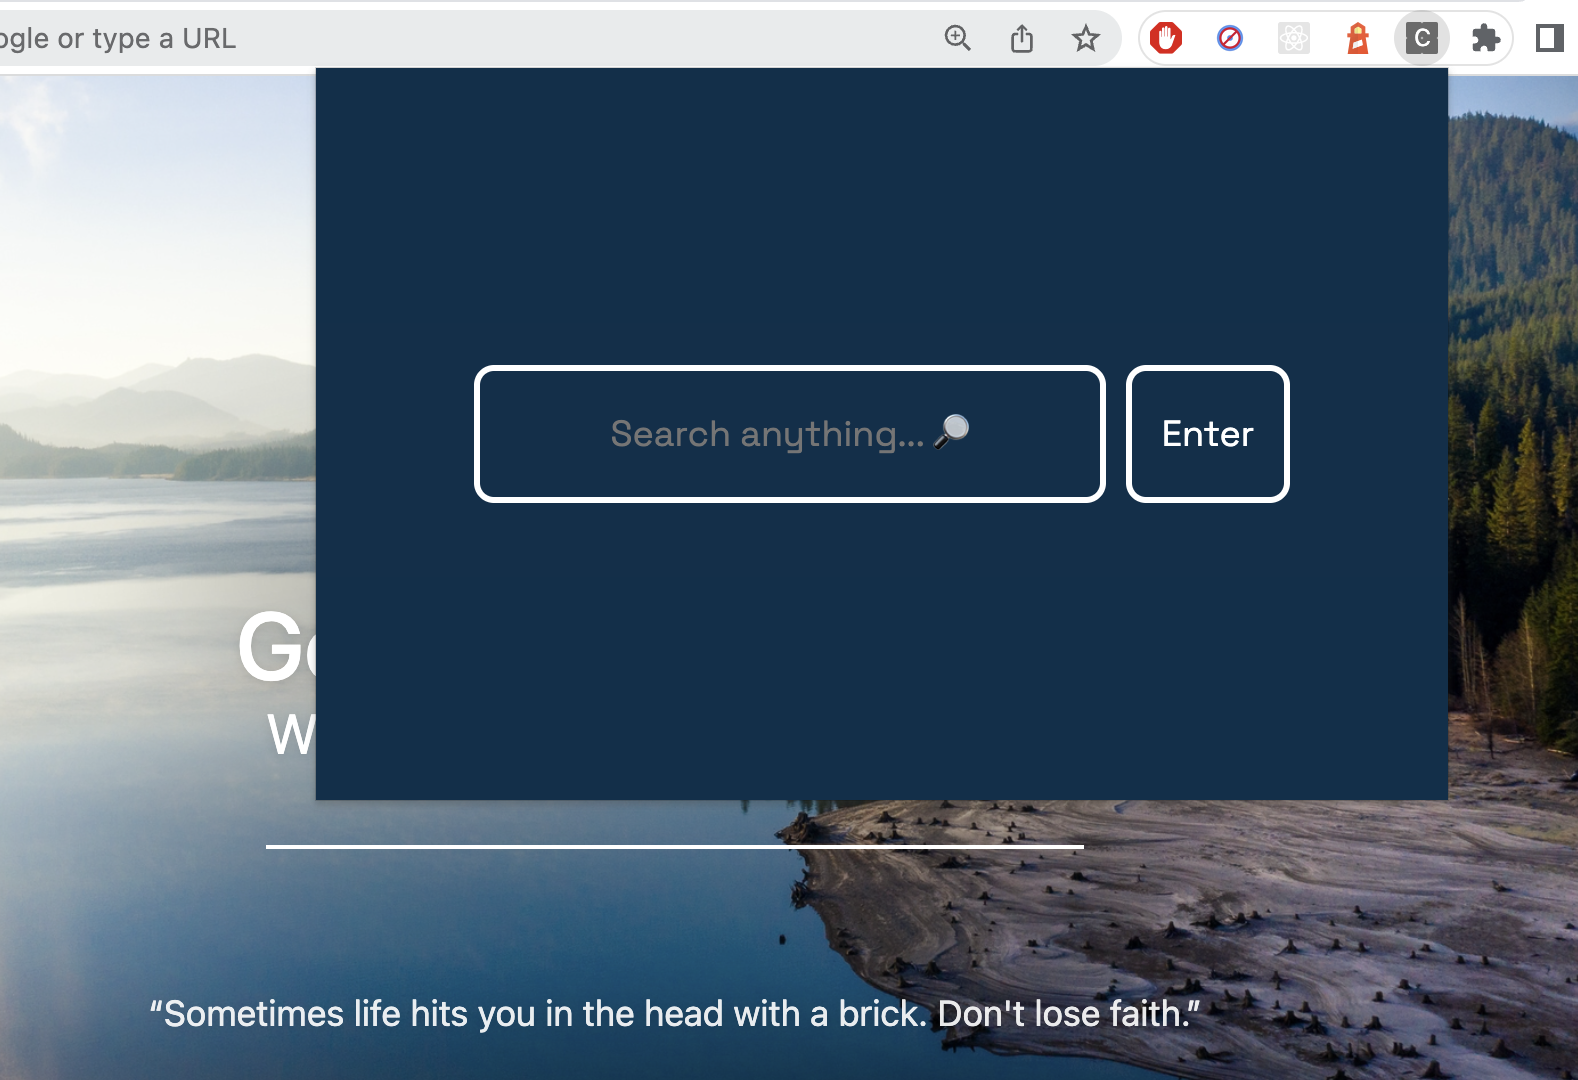 ogle or type a URL
C
Search anything... 🔎
Enter
Go
W
“Sometimes life hits you in the head with a brick. Don't lose faith.”